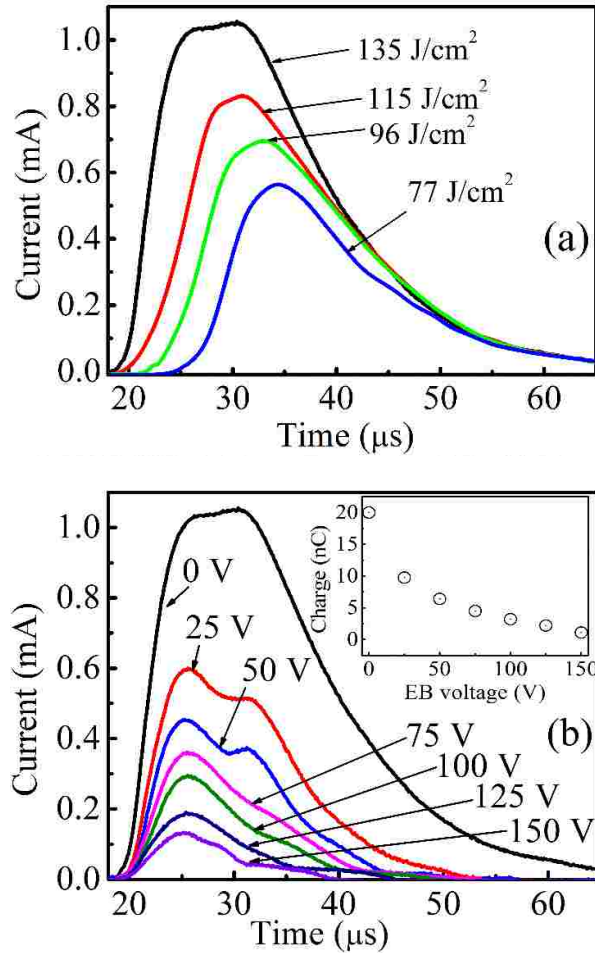 1.0
0.8
0.6
0.4
0.2
0.0
Current (mA)
135 J/cm²
115 J/cm²
96 J/cm²
77 J/cm²
(a)
20 30 40 50 60
Time (μs)
1.0
0.8
0.6
0.4
0.2
0.0
Current (mA)
0 V
25 V
50 V
75 V
100 V
125 V
150 V
20
15
10
5
0
Charge (nC)
0 50 100 150
EB voltage (V)
(b)
20 30 40 50 60
Time (μs)